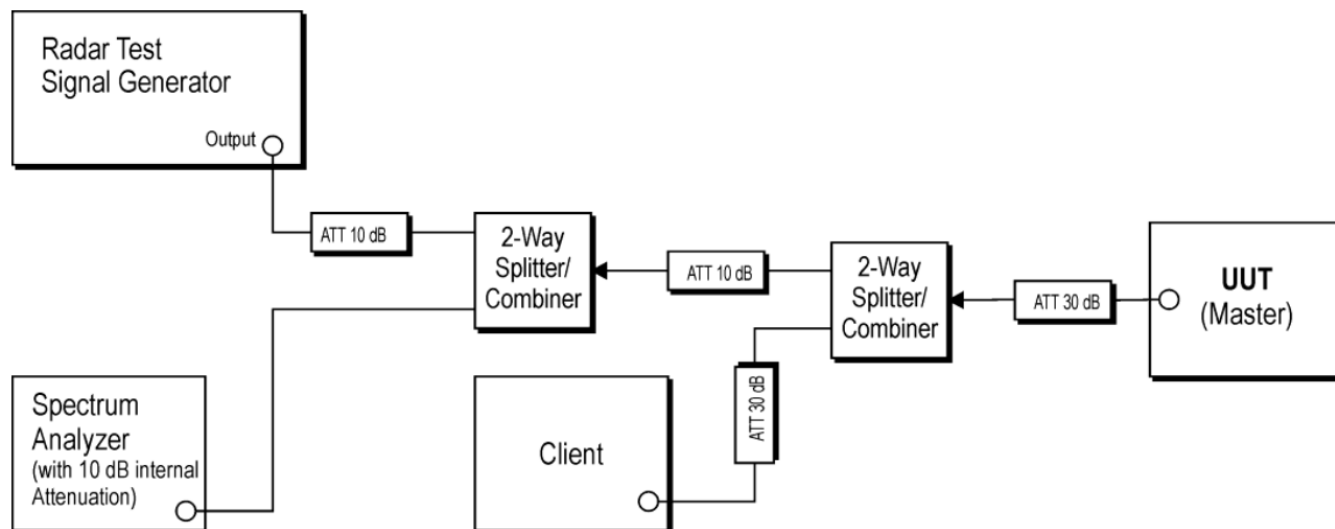 Radar Test
Signal Generator
Output
ATT 10 dB
2-Way
Splitter/
Combiner
ATT 10 dB
2-Way
Splitter/
Combiner
ATT 30 dB
UUT
(Master)
Spectrum
Analyzer
(with 10 dB internal
Attenuation)
Client
ATT 30 dB